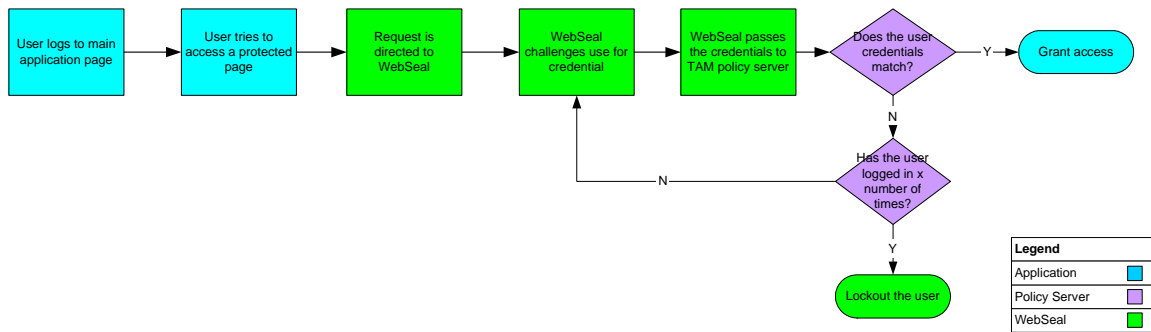 User logs to main
application page
User tries to
access a protected
page
Request is
directed to
WebSeal
WebSeal
challenges use for
credential
WebSeal passes
the credentials to
TAM policy server
Does the user
credentials
match?
Y
Grant access
N
Has the user
logged in x
number of
times?
N
Y
Lockout the user
Legend
Application
Policy Server
WebSeal